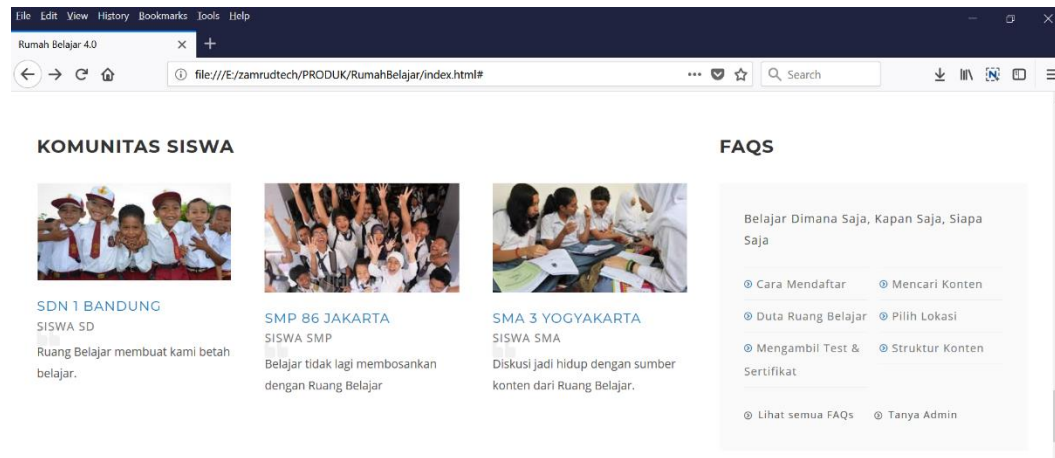 File Edit View History Bookmarks Tools Help
Rumah Belajar 4.0
file:///E:/zamrudtech/PRODUK/RumahBelajar/index.html#
Search
KOMUNITAS SISWA
SDN 1 BANDUNG
SISWA SD
Ruang Belajar membuat kami betah
belajar.
SMP 86 JAKARTA
SISWA SMP
Belajar tidak lagi membosankan
dengan Ruang Belajar
SMA 3 YOGYAKARTA
SISWA SMA
Diskusi jadi hidup dengan sumber
konten dari Ruang Belajar.
FAQS
Belajar Dimana Saja, Kapan Saja, Siapa
Saja
Cara Mendaftar
Mencari Konten
Duta Ruang Belajar
Pilih Lokasi
Mengambil Test &
Sertifikat
Struktur Konten
Lihat semua FAQs
Tanya Admin